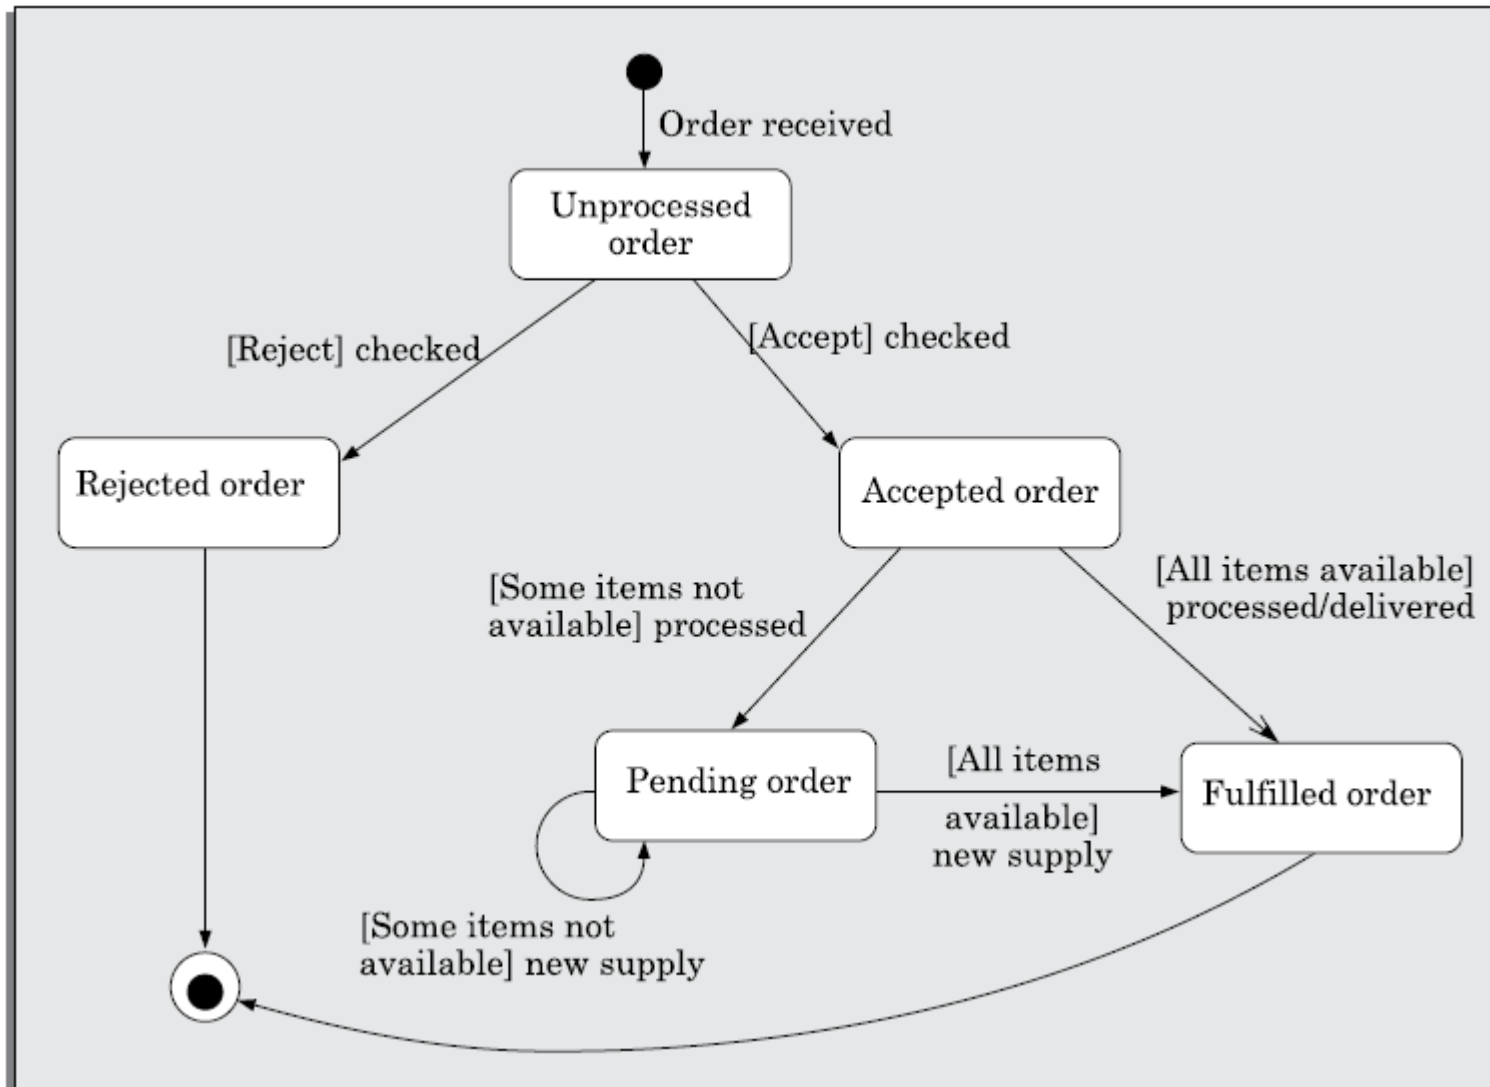 Order received
Unprocessed
order
[Reject] checked
[Accept] checked
Rejected order
Accepted order
[Some items not
available] processed
[All items available]
processed/delivered
Pending order
[All items
available]
new supply
Fulfilled order
[Some items not
available] new supply